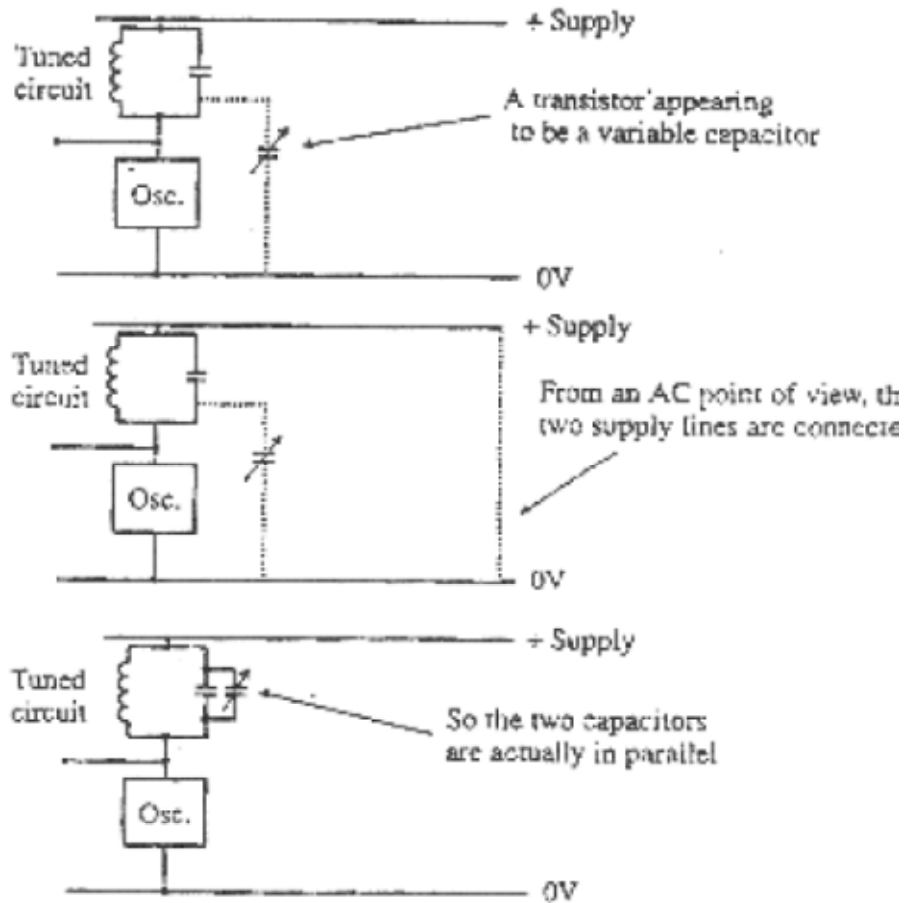 + Supply
Tuned
circuit
A transistor appearing
to be a variable capacitor
Osc.
0V
+ Supply
Tuned
circuit
From an AC point of view, th
two supply lines are connecte
Osc.
0V
+ Supply
Tuned
circuit
So the two capacitors
are actually in parallel
Osc.
0V